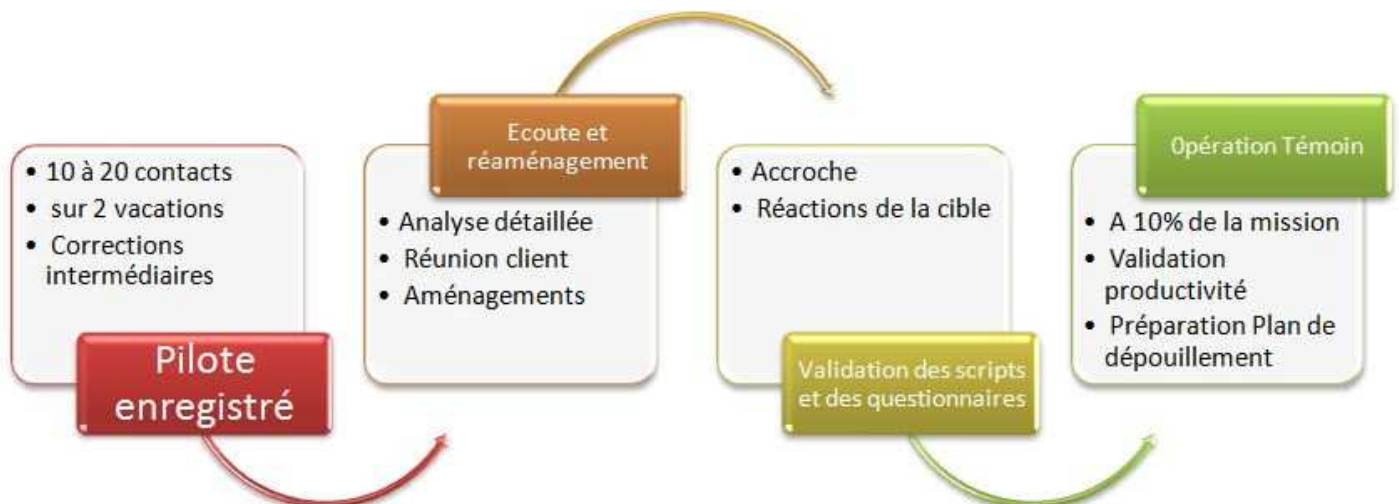 • 10 à 20 contacts
• sur 2 vacations
• Corrections
intermédiaires
Pilote
enregistré
Ecoute et
réaménagement
• Analyse détaillée
• Réunion client
• Aménagements
• Accroche
• Réactions de la cible
Validation des scripts
et des questionnaires
0pération Témoin
• A 10% de la mission
• Validation
productivité
• Préparation Plan de
dépouillement